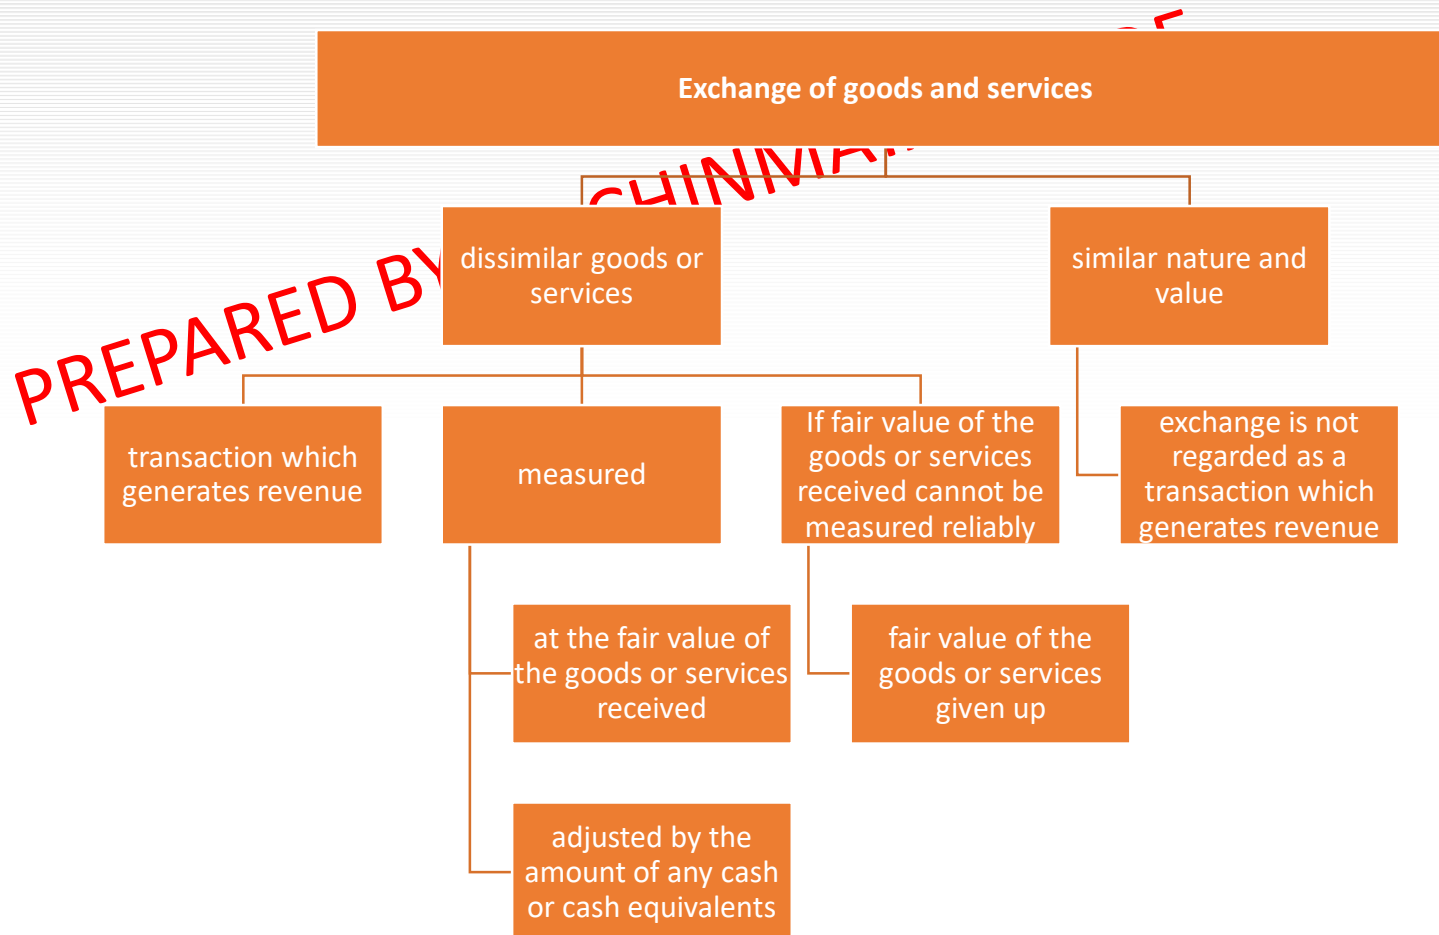 Exchange of goods and services
PREPARED BY
dissimilar goods or
services
similar nature and
value
transaction which
generates revenue
measured
If fair value of the
goods or services
received cannot be
measured reliably
exchange is not
regarded as a
transaction which
generates revenue
at the fair value of
the goods or services
received
fair value of the
goods or services
given up
adjusted by the
amount of any cash
or cash equivalents